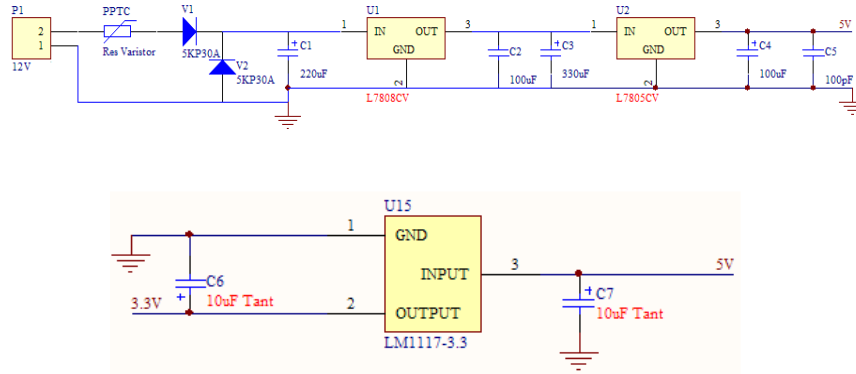 P1
2
1
12V
PPTC
Res Varistor
V1
5KP30A
V2
5KP30A
C1
220uF
U1
1
IN
OUT
3
GND
2
L7808CV
C2
100uF
C3
330uF
U2
1
IN
OUT
3
GND
2
L7805CV
C4
100uF
5V
C5
100pF
U15
1
GND
INPUT
3
2
OUTPUT
LM1117-3.3
C6
10uF Tant
3.3V
5V
C7
10uF Tant